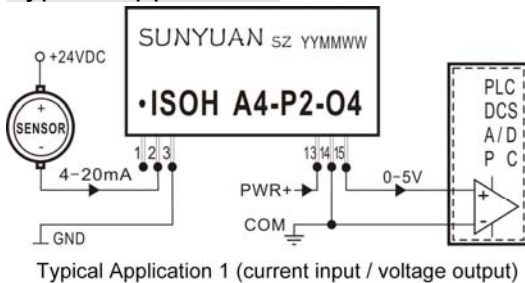 SUNYUAN SZ YYMMWW
+24VDC
•ISOH A4-P2-O4
+
SENSOR
-
PLC
DCS
A/D
P C
1 2 3
13 14 15
4-20mA
PWR+
0-5V
+
-
COM
GND
Typical Application 1 (current input / voltage output)